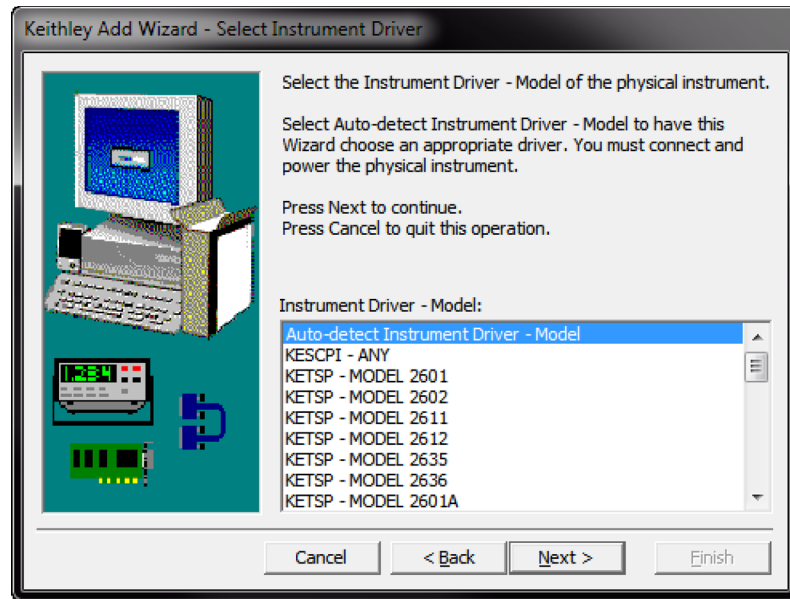 Keithley Add Wizard - Select Instrument Driver
Select the Instrument Driver - Model of the physical instrument.
Select Auto-detect Instrument Driver - Model to have this
Wizard choose an appropriate driver. You must connect and
power the physical instrument.
Press Next to continue.
Press Cancel to quit this operation.
Instrument Driver - Model:
Auto-detect Instrument Driver - Model
KESCPI - ANY
KETSP - MODEL 2601
KETSP - MODEL 2602
KETSP - MODEL 2611
KETSP - MODEL 2612
KETSP - MODEL 2635
KETSP - MODEL 2636
KETSP - MODEL 2601A
1.234
Cancel
< Back
Next >
Finish